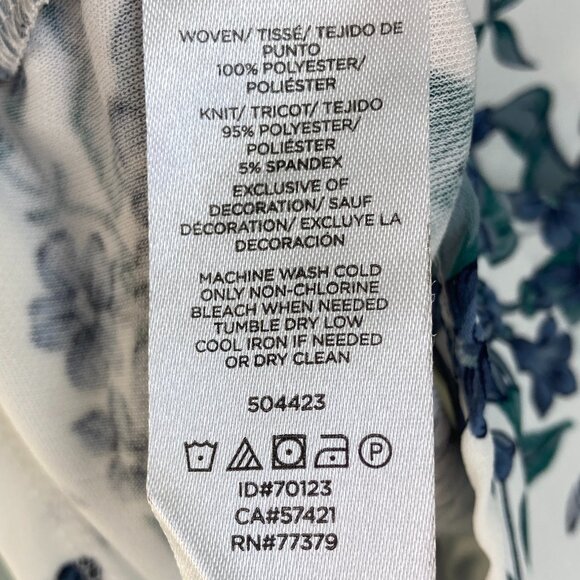 WOVEN/ TISSÉ/ TEJIDO DE
PUNTO
100% POLYESTER/
POLIÉSTER
KNIT/ TRICOT/ TEJIDO
95% POLYESTER/
POLIÉSTER
5% SPANDEX
EXCLUSIVE OF
DECORATION/ SAUF
DÉCORATION/ EXCLUYE LA
DECORACIÓN
MACHINE WASH COLD
ONLY NON-CHLORINE
BLEACH WHEN NEEDED
TUMBLE DRY LOW
COOL IRON IF NEEDED
OR DRY CLEAN
504423
P
ID#70123
CA#57421
RN#77379